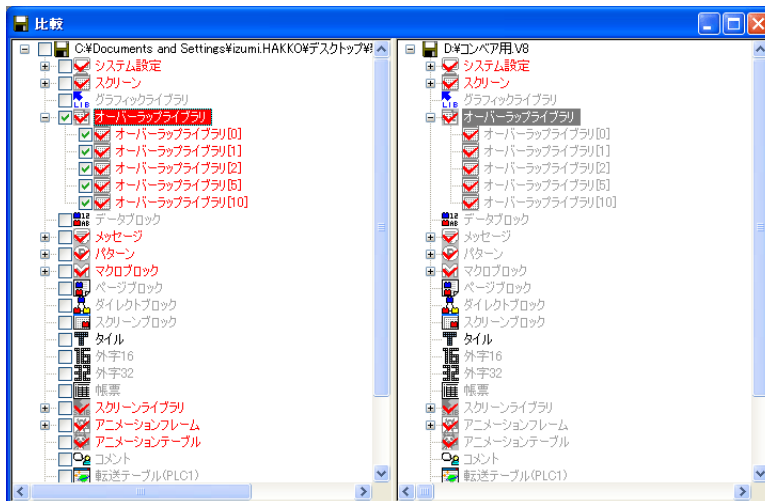 比較
C:¥Documents and Settings¥izumi.HAKKO¥デスクトップ¥
システム設定
スクリーン
グラフィックライブラリ
オーバーラップライブラリ
オーバーラップライブラリ[0]
オーバーラップライブラリ[1]
オーバーラップライブラリ[2]
オーバーラップライブラリ[5]
オーバーラップライブラリ[10]
データブロック
メッセージ
パターン
マクロブロック
ページブロック
ダイレクトブロック
スクリーンブロック
タイル
外字16
外字32
帳票
スクリーンライブラリ
アニメーションフレーム
アニメーションテーブル
コメント
転送テーブル(PLC1)
D:¥コンベア用.V8
システム設定
スクリーン
グラフィックライブラリ
オーバーラップライブラリ
オーバーラップライブラリ[0]
オーバーラップライブラリ[1]
オーバーラップライブラリ[2]
オーバーラップライブラリ[5]
オーバーラップライブラリ[10]
データブロック
メッセージ
パターン
マクロブロック
ページブロック
ダイレクトブロック
スクリーンブロック
タイル
外字16
外字32
帳票
スクリーンライブラリ
アニメーションフレーム
アニメーションテーブル
コメント
転送テーブル(PLC1)